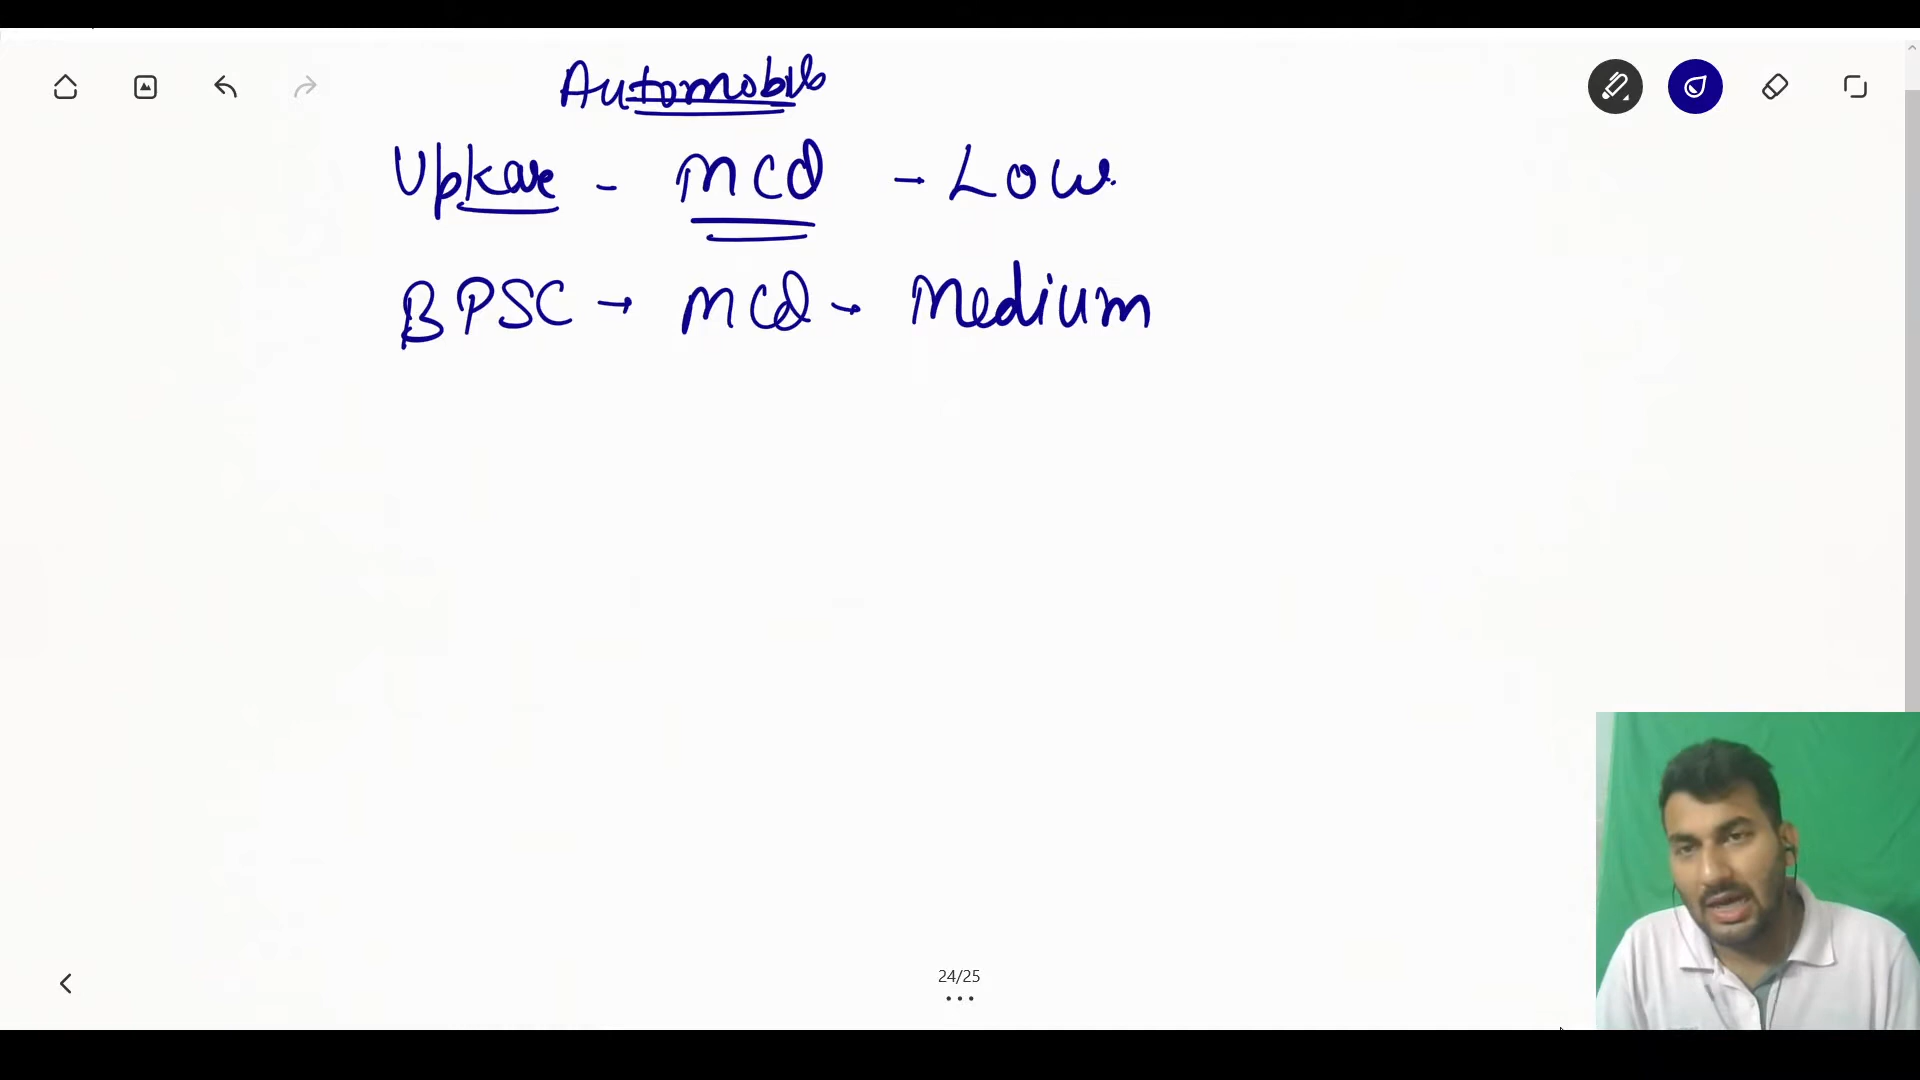 Automobile
Upkar - MCQ - Low
BPSC → MCQ - Medium
24/25